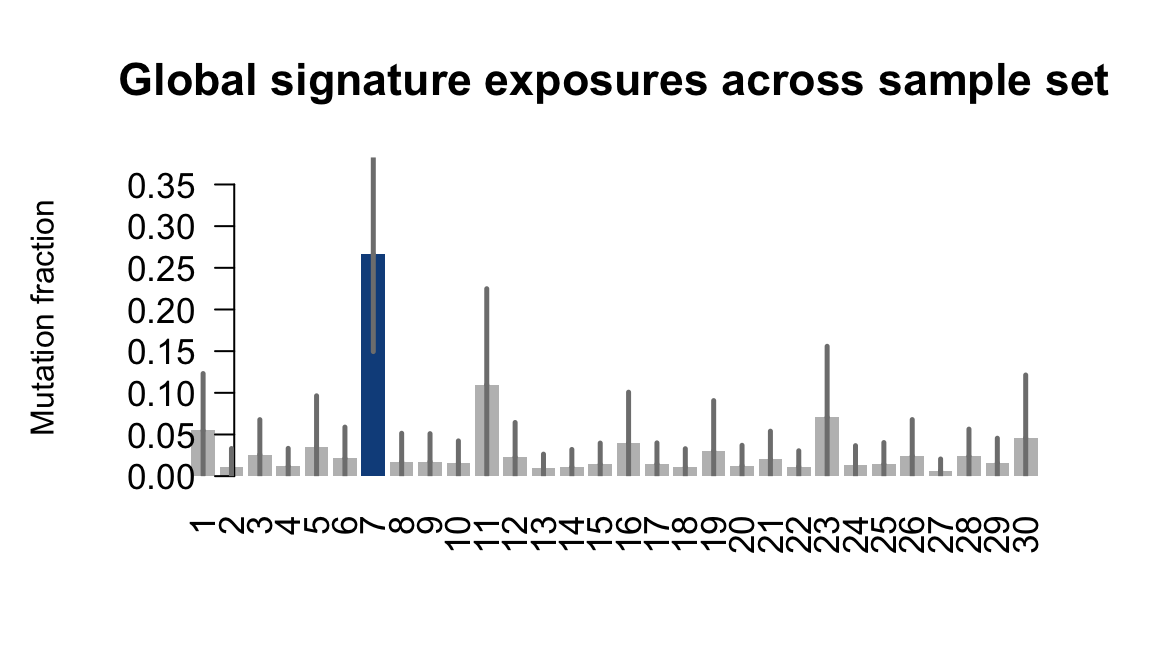 Global signature exposures across sample set
Mutation fraction
0.35
0.30
0.25
0.20
0.15
0.10
0.05
0.00
1 2 3 4 5 6 7 8 9 10 11 12 13 14 15 16 17 18 19 20 21 22 23 24 25 26 27 28 29 30